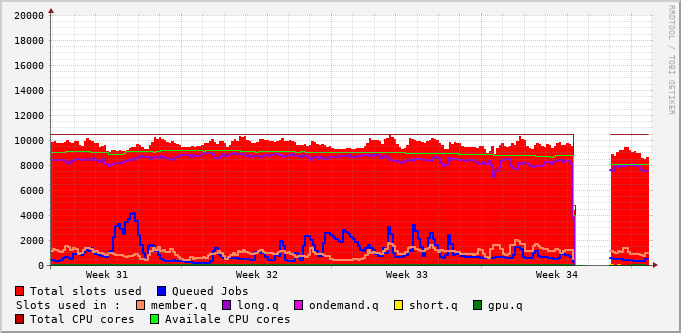 20000
18000
16000
14000
12000
10000
8000
6000
4000
2000
0
Week 31 Week 32 Week 33 Week 34
RRDTOOL / TOBI OETIKER
Total slots used Queued Jobs
Slots used in : member.q long.q ondemand.q short.q gpu.q
Total CPU cores Availale CPU cores